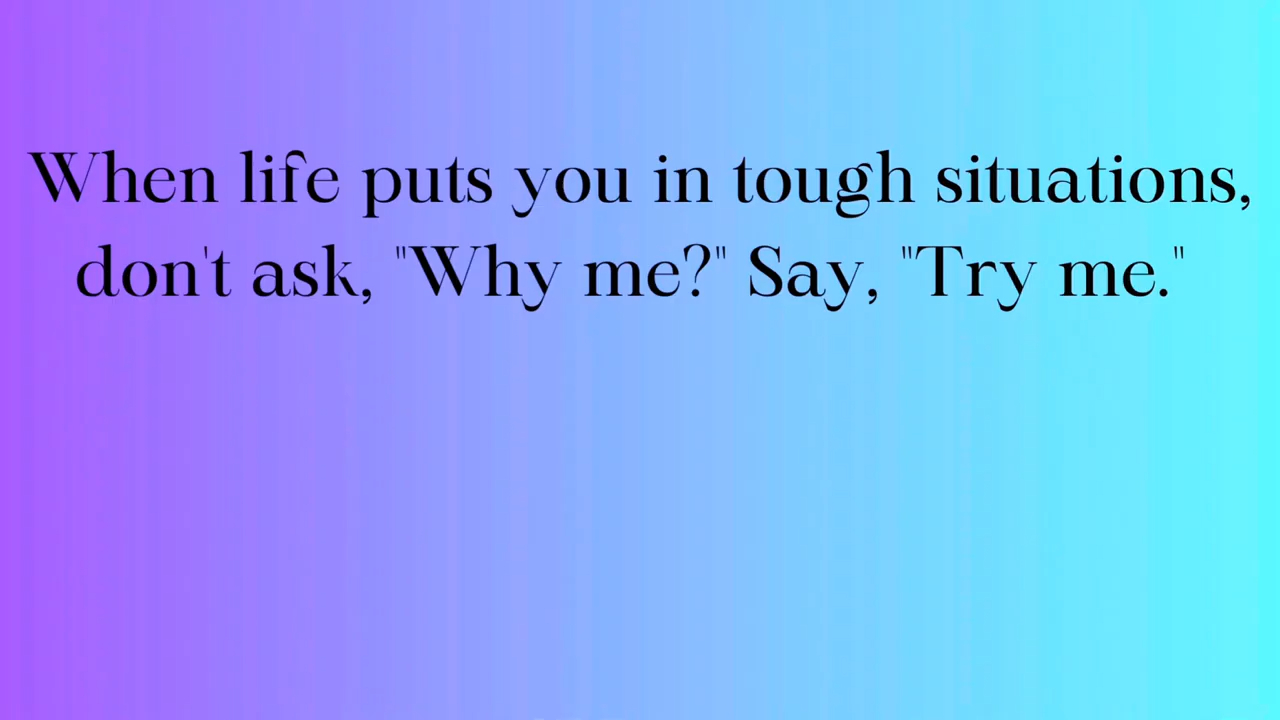 When life puts you in tough situations,
don't ask, "Why me?" Say, "Try me."